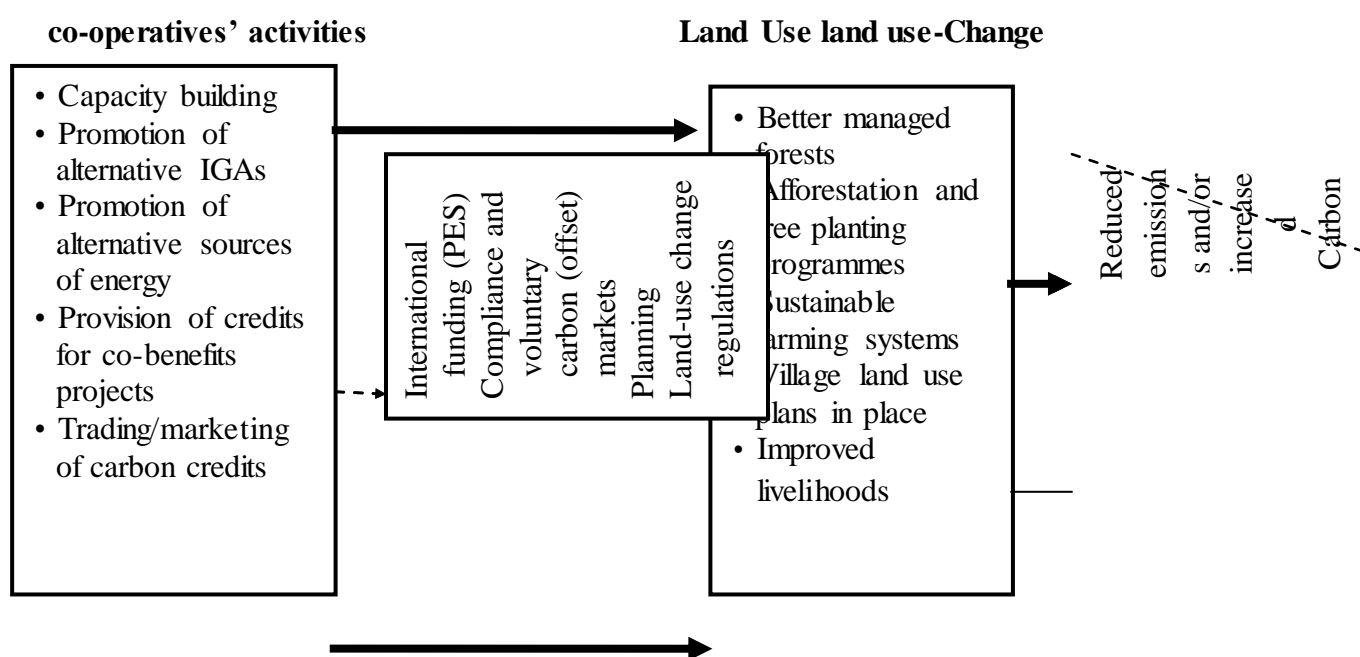 co-operatives’ activities
Land Use land use-Change
• Capacity building
• Promotion of
alternative IGAs
• Promotion of
alternative sources
of energy
• Provision of credits
for co-benefits
projects
• Trading/marketing
of carbon credits
International
funding (PES)
Compliance and
voluntary
carbon (offset)
markets
Planning
Land-use change
regulations
• Better managed
forests
Afforestation and
tree planting
programmes
Sustainable
farming systems
Village land use
plans in place
• Improved
livelihoods
Reduced
emission
s and/or
increase
d
Carbon